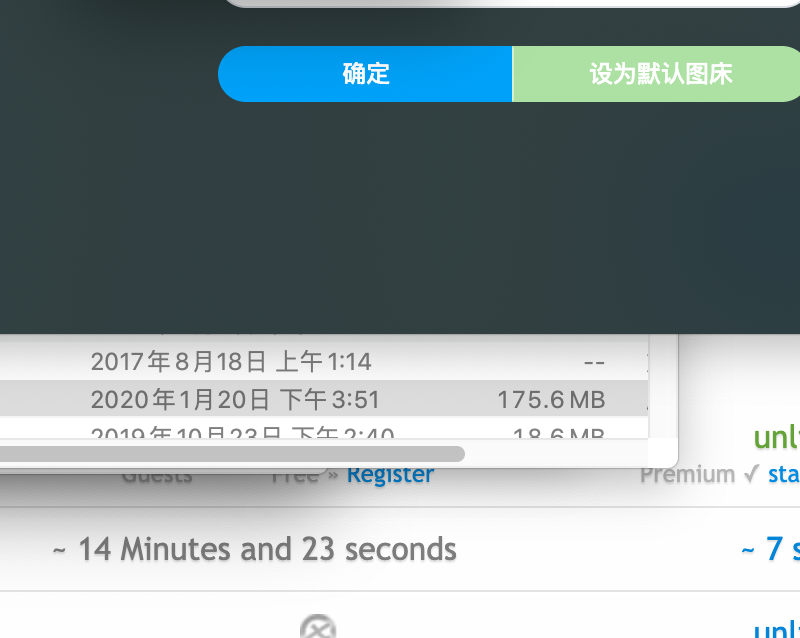 确定 设为默认图床
2017年8月18日 上午1:14 --
2020年1月20日 下午3:51 175.6 MB
2019年10月23日 下午2:40 18.6 MB
Guests Free » Register Premium ✓ sta
~ 14 Minutes and 23 seconds ~ 7 s
unl